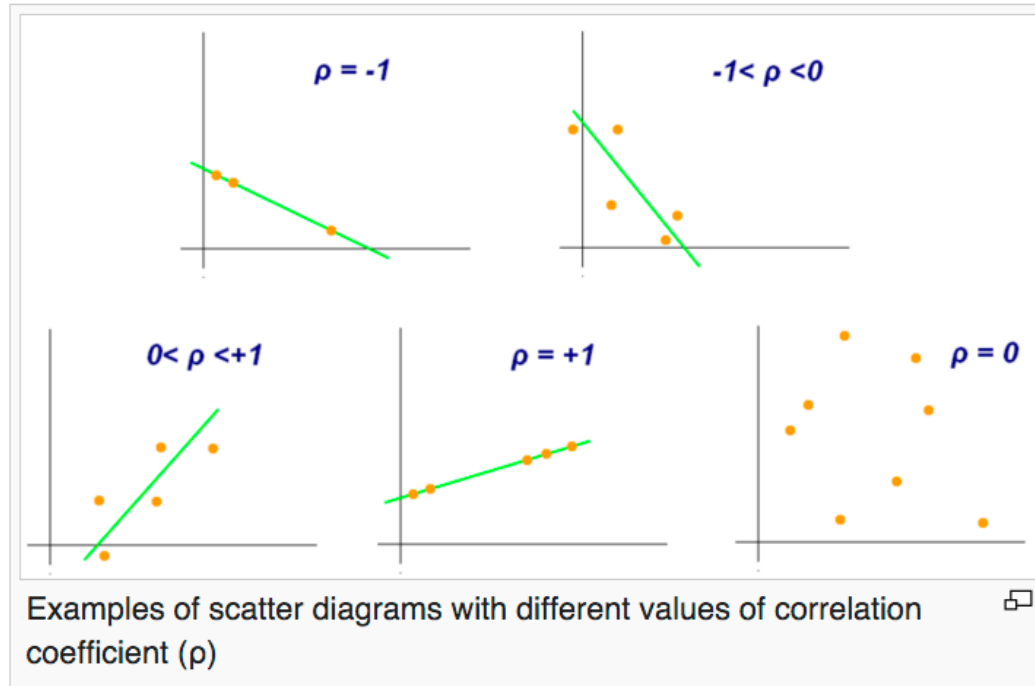 ρ = -1
-1< ρ <0
0< ρ <+1
ρ = +1
ρ = 0
Examples of scatter diagrams with different values of correlation
coefficient (ρ)